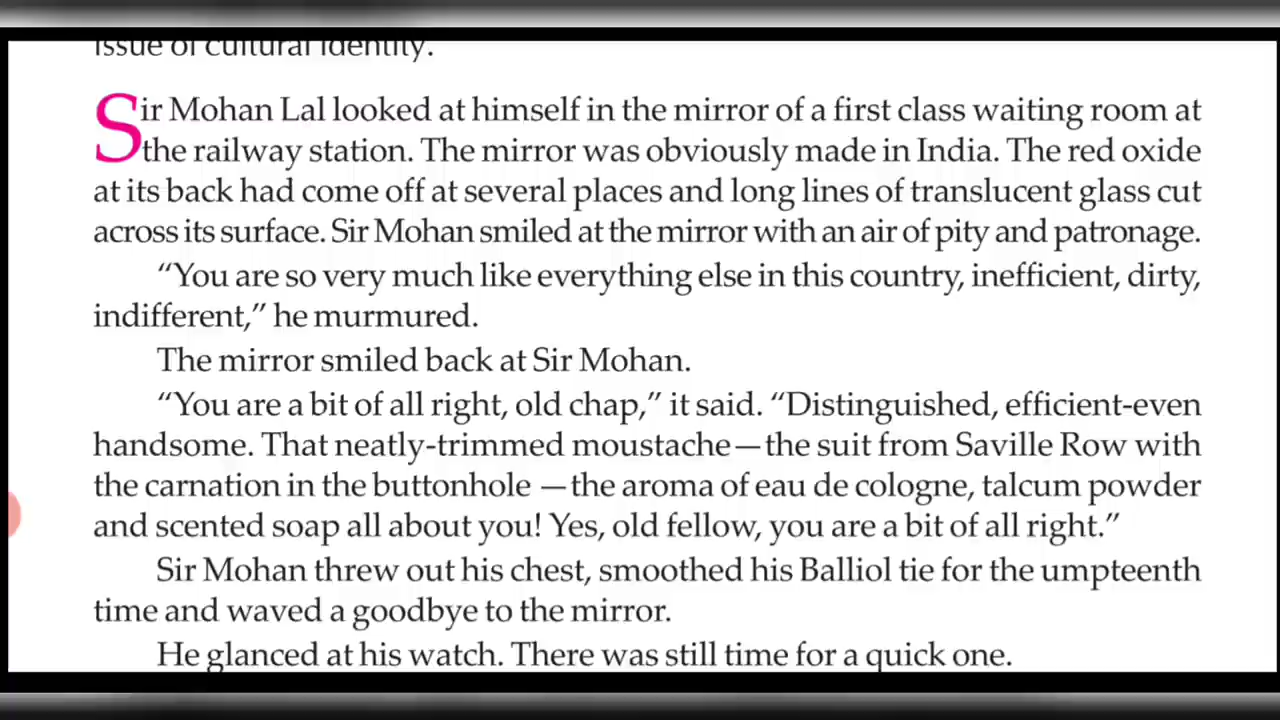 issue of cultural identity.
Sir Mohan Lal looked at himself in the mirror of a first class waiting room at
the railway station. The mirror was obviously made in India. The red oxide
at its back had come off at several places and long lines of translucent glass cut
across its surface. Sir Mohan smiled at the mirror with an air of pity and patronage.
“You are so very much like everything else in this country, inefficient, dirty,
indifferent,” he murmured.
The mirror smiled back at Sir Mohan.
“You are a bit of all right, old chap,” it said. “Distinguished, efficient-even
handsome. That neatly-trimmed moustache—the suit from Saville Row with
the carnation in the buttonhole —the aroma of eau de cologne, talcum powder
and scented soap all about you! Yes, old fellow, you are a bit of all right.”
Sir Mohan threw out his chest, smoothed his Balliol tie for the umpteenth
time and waved a goodbye to the mirror.
He glanced at his watch. There was still time for a quick one.